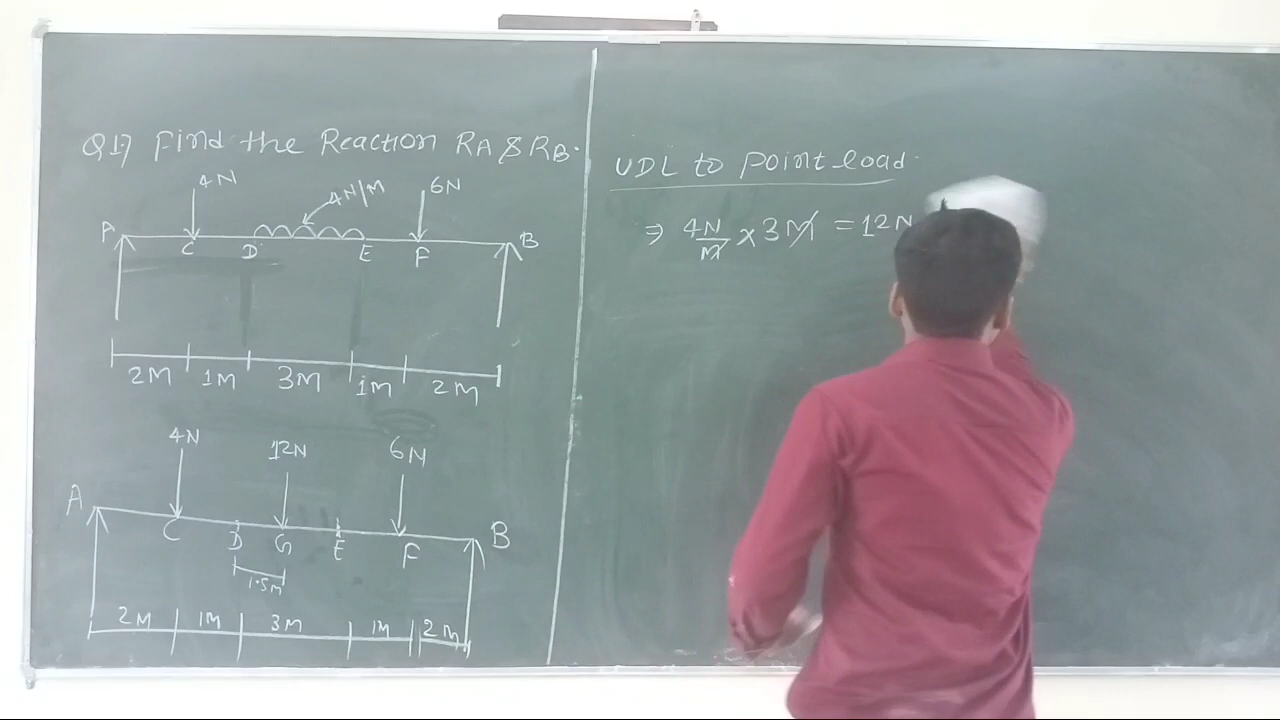 Q1) Find the Reaction RA & RB.
4N 4N/M 6N
A C D E F B
2M 1M 3M 1M 2M
4N 12N 6N
A C D G E F B
1.5M
2M 1M 3M 1M 2M
UDL to point load.
⇒ 4N/M × 3M = 12N